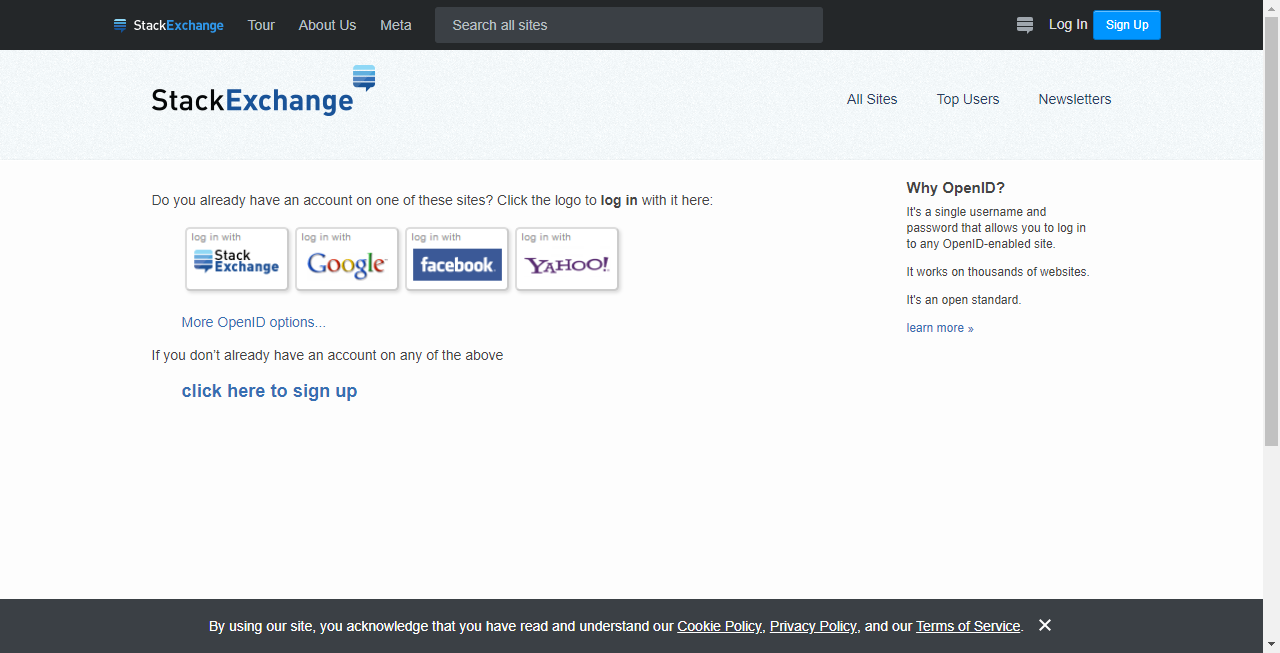 StackExchange Tour About Us Meta Search all sites Log In Sign Up
StackExchange
All Sites Top Users Newsletters
Do you already have an account on one of these sites? Click the logo to log in with it here:
log in with log in with log in with log in with
Stack Exchange Google facebook YAHOO!
More OpenID options...
If you don't already have an account on any of the above
click here to sign up
Why OpenID?
It's a single username and
password that allows you to log in
to any OpenID-enabled site.
It works on thousands of websites.
It's an open standard.
learn more »
By using our site, you acknowledge that you have read and understand our Cookie Policy, Privacy Policy, and our Terms of Service.